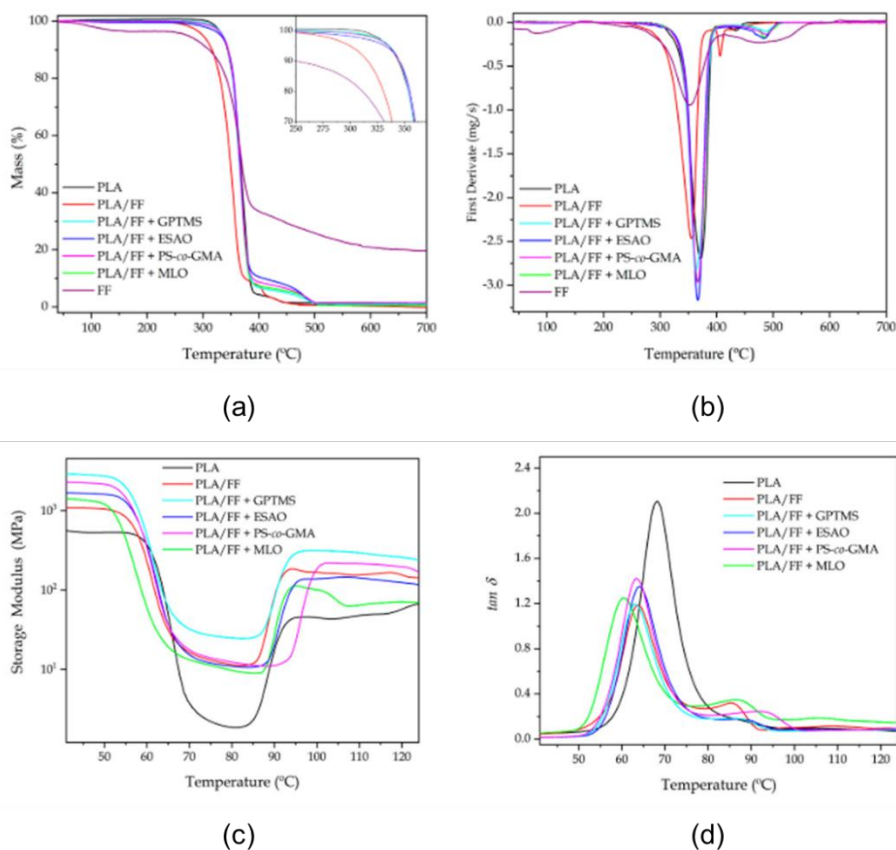 100
80
60
40
20
0
Mass (%)
100
90
80
70
250 275 300 325 350
PLA
PLA/FF
PLA/FF + GPTMS
PLA/FF + ESAO
PLA/FF + PS-co-GMA
PLA/FF + MLO
FF
100 200 300 400 500 600 700
Temperature (ºC)
(a)
0.0
-0.5
-1.0
-1.5
-2.0
-2.5
-3.0
First Derivate (mg/s)
PLA
PLA/FF
PLA/FF + GPTMS
PLA/FF + ESAO
PLA/FF + PS-co-GMA
PLA/FF + MLO
FF
100 200 300 400 500 600 700
Temperature (ºC)
(b)
10³
10²
10¹
Storage Modulus (MPa)
PLA
PLA/FF
PLA/FF + GPTMS
PLA/FF + ESAO
PLA/FF + PS-co-GMA
PLA/FF + MLO
50 60 70 80 90 100 110 120
Temperature (ºC)
(c)
2.4
2.0
1.6
1.2
0.8
0.4
0.0
tan δ
PLA
PLA/FF
PLA/FF + GPTMS
PLA/FF + ESAO
PLA/FF + PS-co-GMA
PLA/FF + MLO
50 60 70 80 90 100 110 120
Temperature (ºC)
(d)